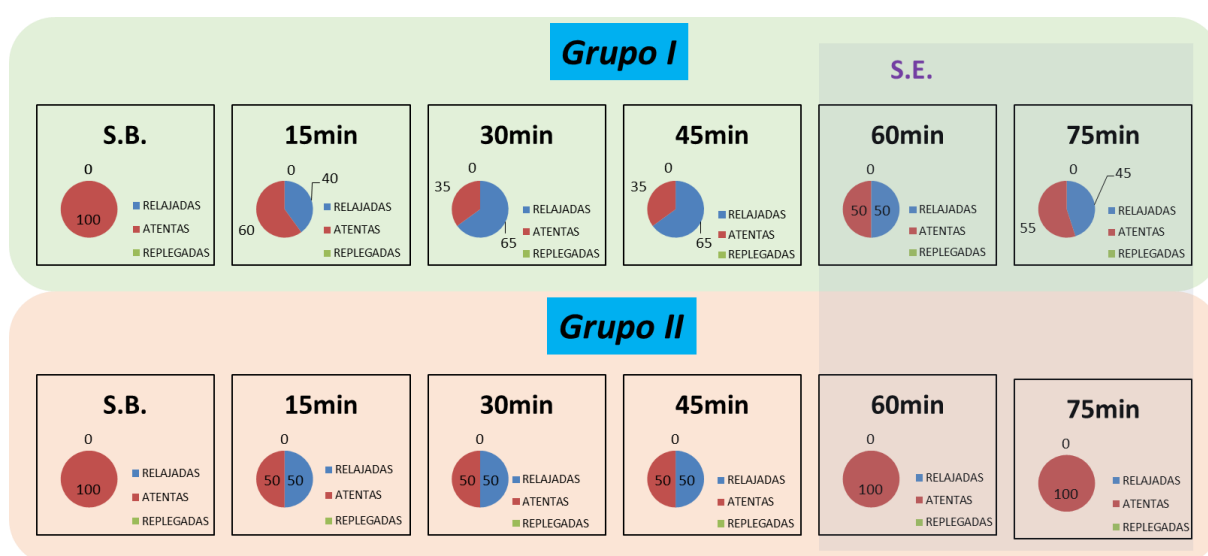 Grupo I
S.E.
S.B.
0
100
RELAJADAS
ATENTAS
REPLEGADAS
15min
0
40
60
RELAJADAS
ATENTAS
REPLEGADAS
30min
0
35
65
RELAJADAS
ATENTAS
REPLEGADAS
45min
0
35
65
RELAJADAS
ATENTAS
REPLEGADAS
60min
0
50 50
RELAJADAS
ATENTAS
REPLEGADAS
75min
0
45
55
RELAJADAS
ATENTAS
REPLEGADAS
Grupo II
S.B.
0
100
RELAJADAS
ATENTAS
REPLEGADAS
15min
0
50 50
RELAJADAS
ATENTAS
REPLEGADAS
30min
0
50 50
RELAJADAS
ATENTAS
REPLEGADAS
45min
0
50 50
RELAJADAS
ATENTAS
REPLEGADAS
60min
0
100
RELAJADAS
ATENTAS
REPLEGADAS
75min
0
100
RELAJADAS
ATENTAS
REPLEGADAS